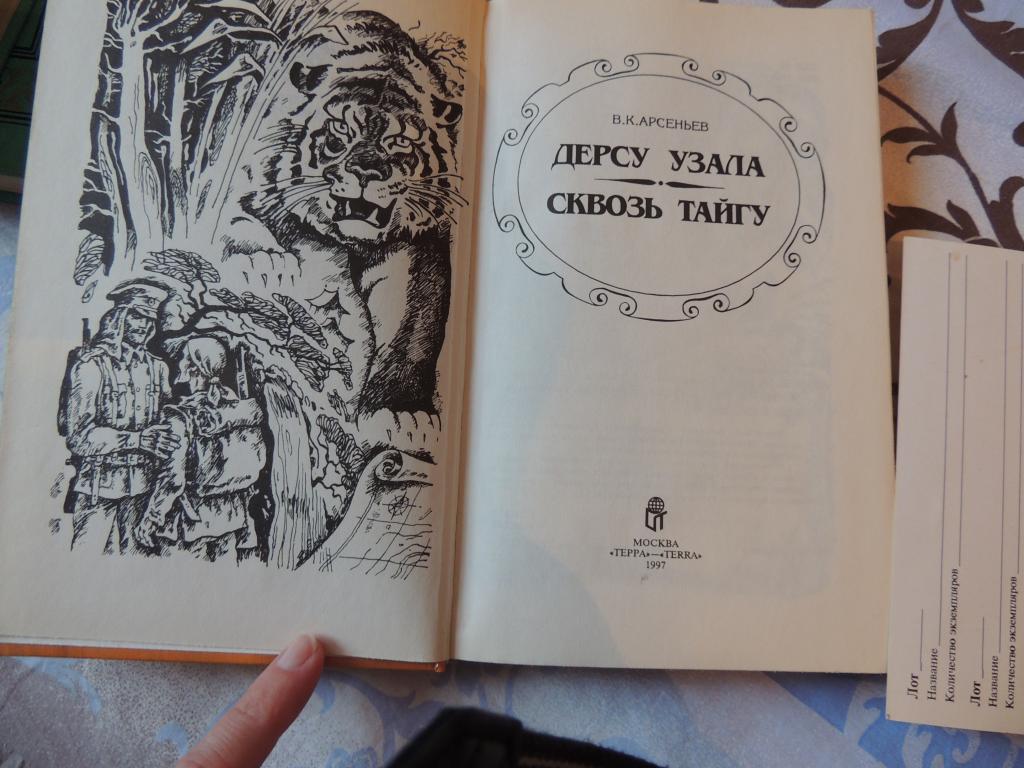 В.К.АРСЕНЬЕВ
ДЕРСУ УЗАЛА
СКВОЗЬ ТАЙГУ
МОСКВА
«ТЕРРА»—«TERRA»
1997
Лот
Название
Количество экземпляров
Лот
Название
Количество экземпляров